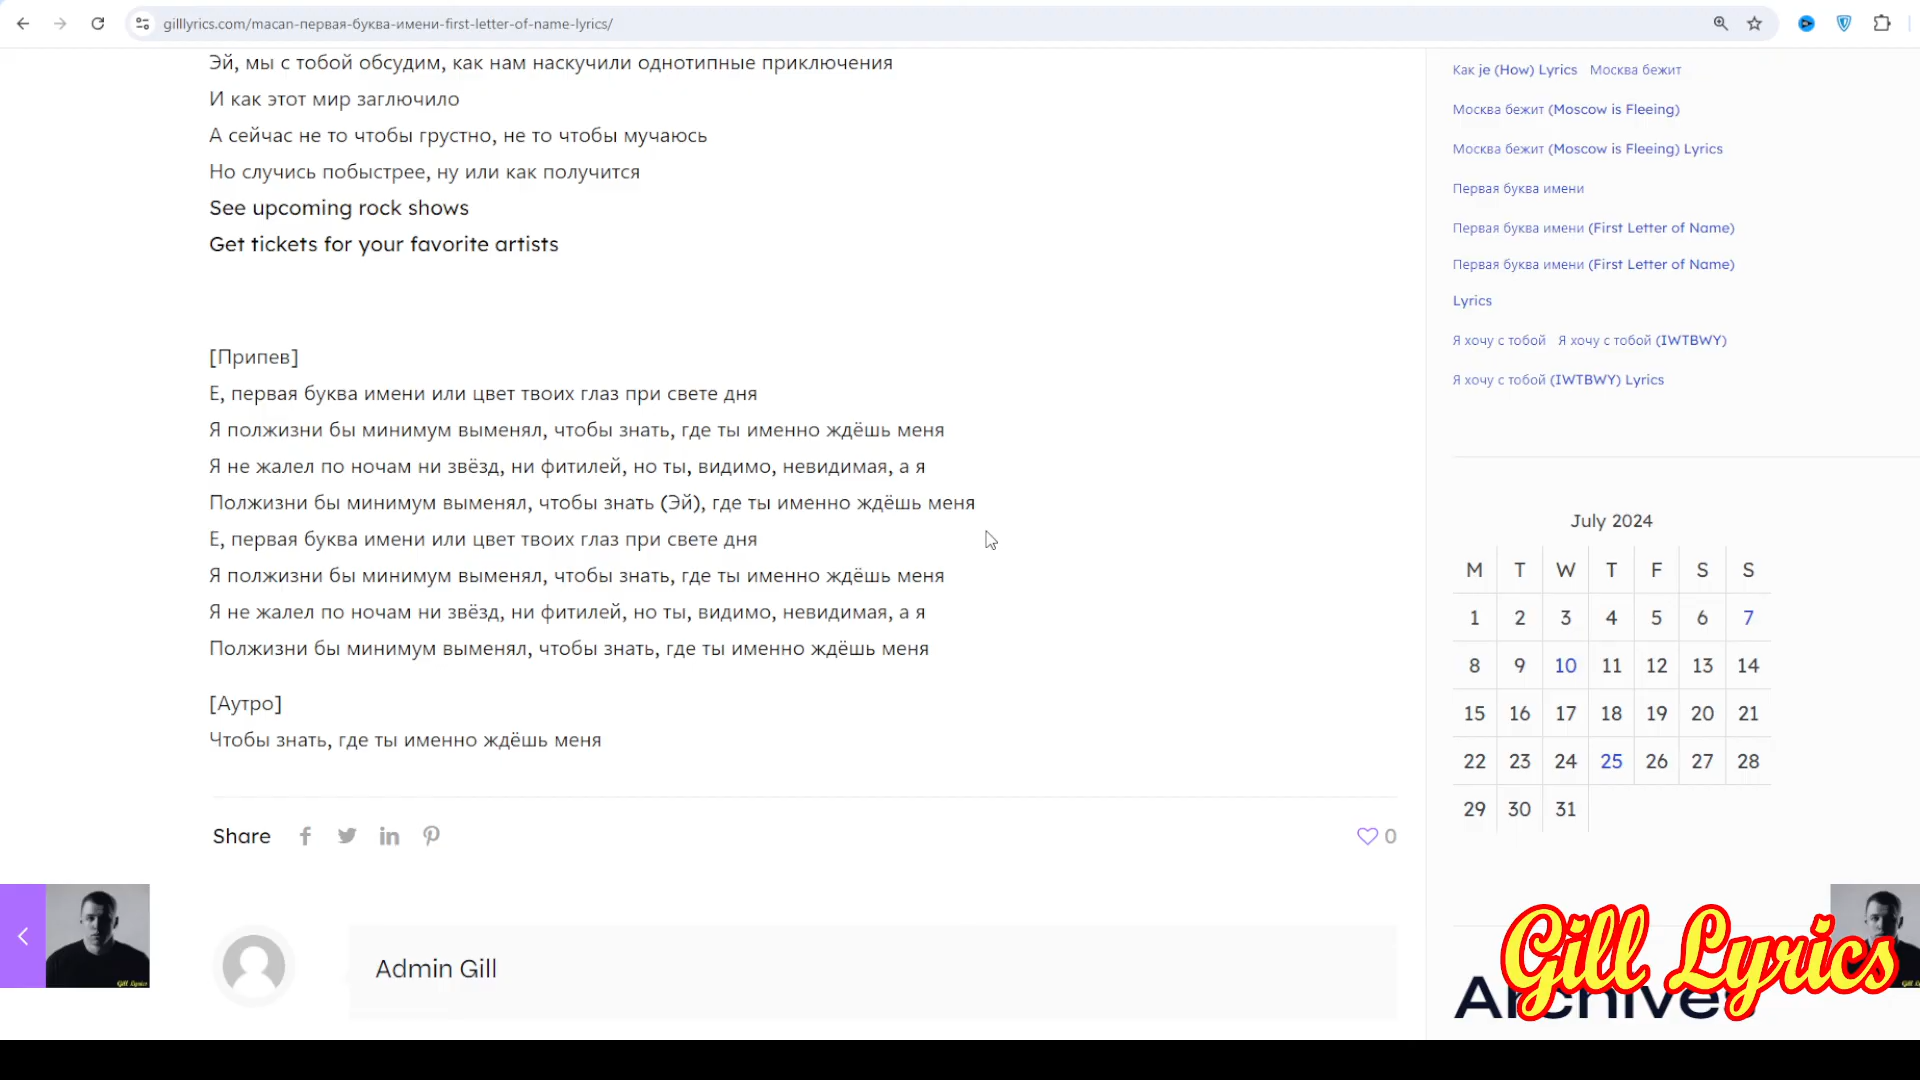 gilllyrics.com/macan-первая-буква-имени-first-letter-of-name-lyrics/
Эй, мы с тобой обсудим, как нам наскучили однотипные приключения
И как этот мир заглючило
А сейчас не то чтобы грустно, не то чтобы мучаюсь
Но случись побыстрее, ну или как получится
See upcoming rock shows
Get tickets for your favorite artists
[Припев]
Е, первая буква имени или цвет твоих глаз при свете дня
Я полжизни бы минимум выменял, чтобы знать, где ты именно ждёшь меня
Я не жалел по ночам ни звёзд, ни фитилей, но ты, видимо, невидимая, а я
Полжизни бы минимум выменял, чтобы знать (Эй), где ты именно ждёшь меня
Е, первая буква имени или цвет твоих глаз при свете дня
Я полжизни бы минимум выменял, чтобы знать, где ты именно ждёшь меня
Я не жалел по ночам ни звёзд, ни фитилей, но ты, видимо, невидимая, а я
Полжизни бы минимум выменял, чтобы знать, где ты именно ждёшь меня
[Аутро]
Чтобы знать, где ты именно ждёшь меня
Share
0
Admin Gill
Gill Lyrics
Как je (How) Lyrics Москва бежит
Москва бежит (Moscow is Fleeing)
Москва бежит (Moscow is Fleeing) Lyrics
Первая буква имени
Первая буква имени (First Letter of Name)
Первая буква имени (First Letter of Name)
Lyrics
Я хочу с тобой Я хочу с тобой (IWTBWY)
Я хочу с тобой (IWTBWY) Lyrics
July 2024
M T W T F S S
1 2 3 4 5 6 7
8 9 10 11 12 13 14
15 16 17 18 19 20 21
22 23 24 25 26 27 28
29 30 31
Gill Lyrics
Archives